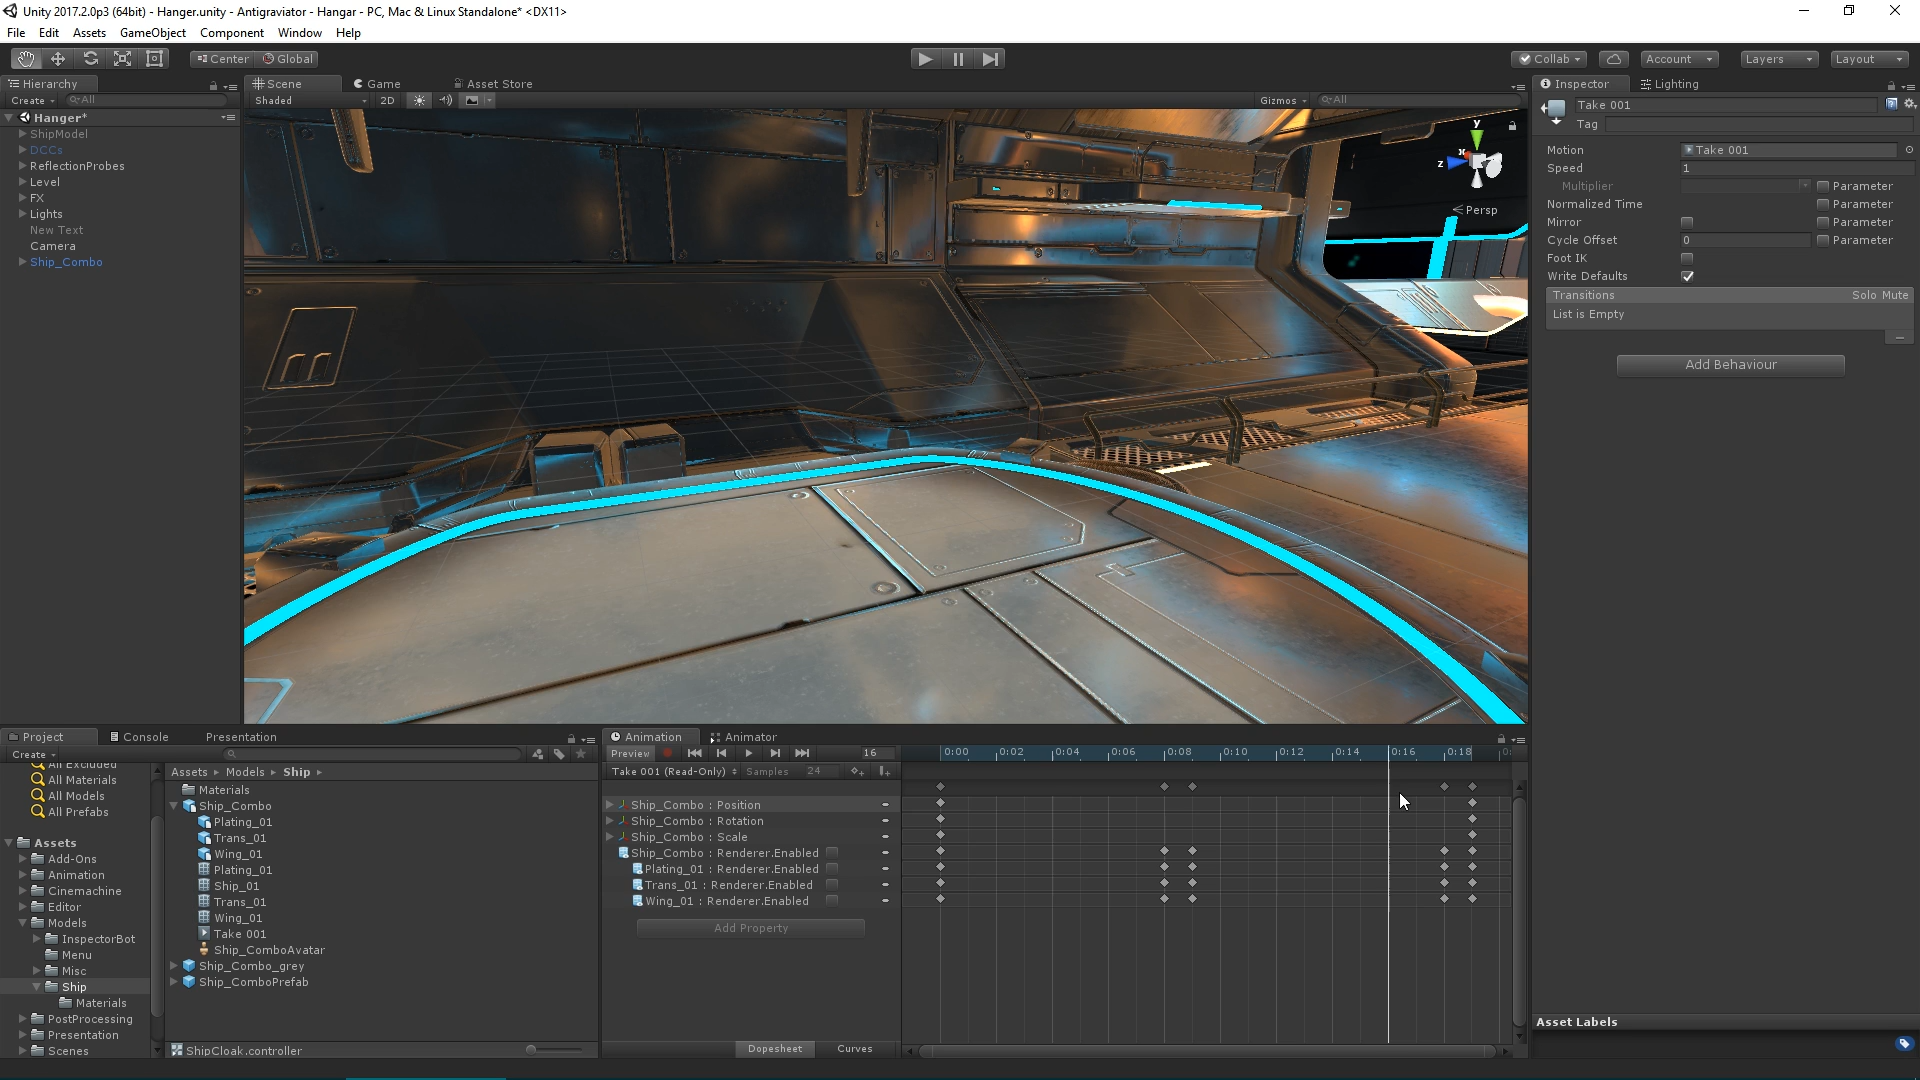 Unity 2017.2.0p3 (64bit) - Hanger.unity - Antigraviator - Hangar - PC, Mac & Linux Standalone* <DX11>
File Edit Assets GameObject Component Window Help
Center Global Collab Account Layers Layout
Hierarchy
Create All
Hanger*
ShipModel
DCCs
ReflectionProbes
Level
FX
Lights
New Text
Camera
Ship_Combo
Scene Game Asset Store
Shaded 2D Gizmos All
y
x
z
Persp
Inspector Lighting
Take 001
Tag
Motion Take 001
Speed 1
Multiplier Parameter
Normalized Time Parameter
Mirror Parameter
Cycle Offset 0 Parameter
Foot IK
Write Defaults
Transitions Solo Mute
List is Empty
Add Behaviour
Asset Labels
Project Console Presentation
Create
All Excluded
All Materials
All Models
All Prefabs
Assets
Add-Ons
Animation
Cinemachine
Editor
Models
InspectorBot
Menu
Misc
Ship
Materials
PostProcessing
Presentation
Scenes
Assets Models Ship
Materials
Ship_Combo
Plating_01
Trans_01
Wing_01
Plating_01
Ship_01
Trans_01
Wing_01
Take 001
Ship_ComboAvatar
Ship_Combo_grey
Ship_ComboPrefab
ShipCloak.controller
Animation Animator
Preview 16 0:00 0:02 0:04 0:06 0:08 0:10 0:12 0:14 0:16 0:18
Take 001 (Read-Only) Samples 24
Ship_Combo : Position
Ship_Combo : Rotation
Ship_Combo : Scale
Ship_Combo : Renderer.Enabled
Plating_01 : Renderer.Enabled
Trans_01 : Renderer.Enabled
Wing_01 : Renderer.Enabled
Add Property
Dopesheet Curves